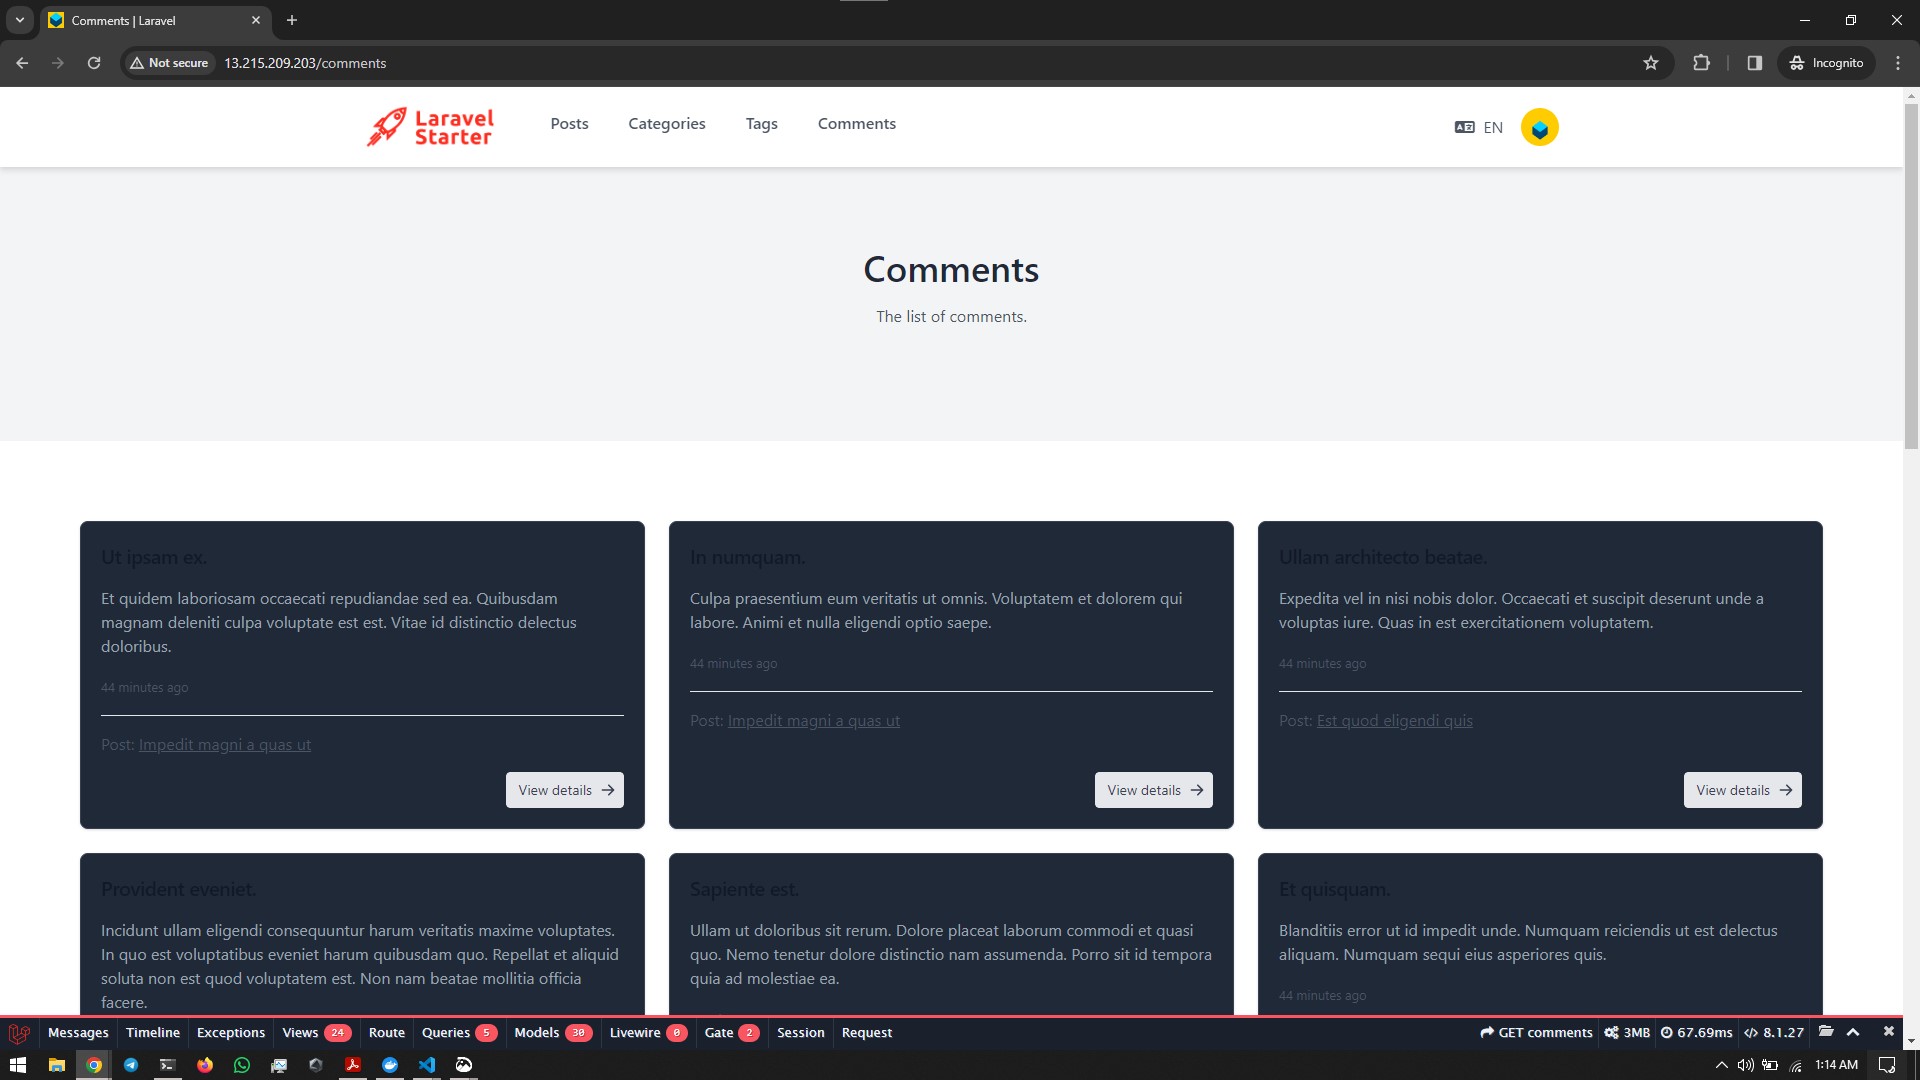 Comments | Laravel
Not secure 13.215.209.203/comments Incognito
Laravel
Starter
Posts Categories Tags Comments EN
Comments
The list of comments.
Ut ipsam ex.
Et quidem laboriosam occaecati repudiandae sed ea. Quibusdam
magnam deleniti culpa voluptate est est. Vitae id distinctio delectus
doloribus.
44 minutes ago
Post: Impedit magni a quas ut
View details
In numquam.
Culpa praesentium eum veritatis ut omnis. Voluptatem et dolorem qui
labore. Animi et nulla eligendi optio saepe.
44 minutes ago
Post: Impedit magni a quas ut
View details
Ullam architecto beatae.
Expedita vel in nisi nobis dolor. Occaecati et suscipit deserunt unde a
voluptas iure. Quas in est exercitationem voluptatem.
44 minutes ago
Post: Est quod eligendi quis
View details
Provident eveniet.
Incidunt ullam eligendi consequuntur harum veritatis maxime voluptates.
In quo est voluptatibus eveniet harum quibusdam quo. Repellat et aliquid
soluta non est quod voluptatem est. Non nam beatae mollitia officia
facere.
Sapiente est.
Ullam ut doloribus sit rerum. Dolore placeat laborum commodi et quasi
quo. Nemo tenetur dolore distinctio nam assumenda. Porro sit id tempora
quia ad molestiae ea.
Et quisquam.
Blanditiis error ut id impedit unde. Numquam reiciendis ut est delectus
aliquam. Numquam sequi eius asperiores quis.
44 minutes ago
Messages Timeline Exceptions Views 24 Route Queries 5 Models 30 Livewire 0 Gate 2 Session Request GET comments 3MB 67.69ms 8.1.27
1:14 AM